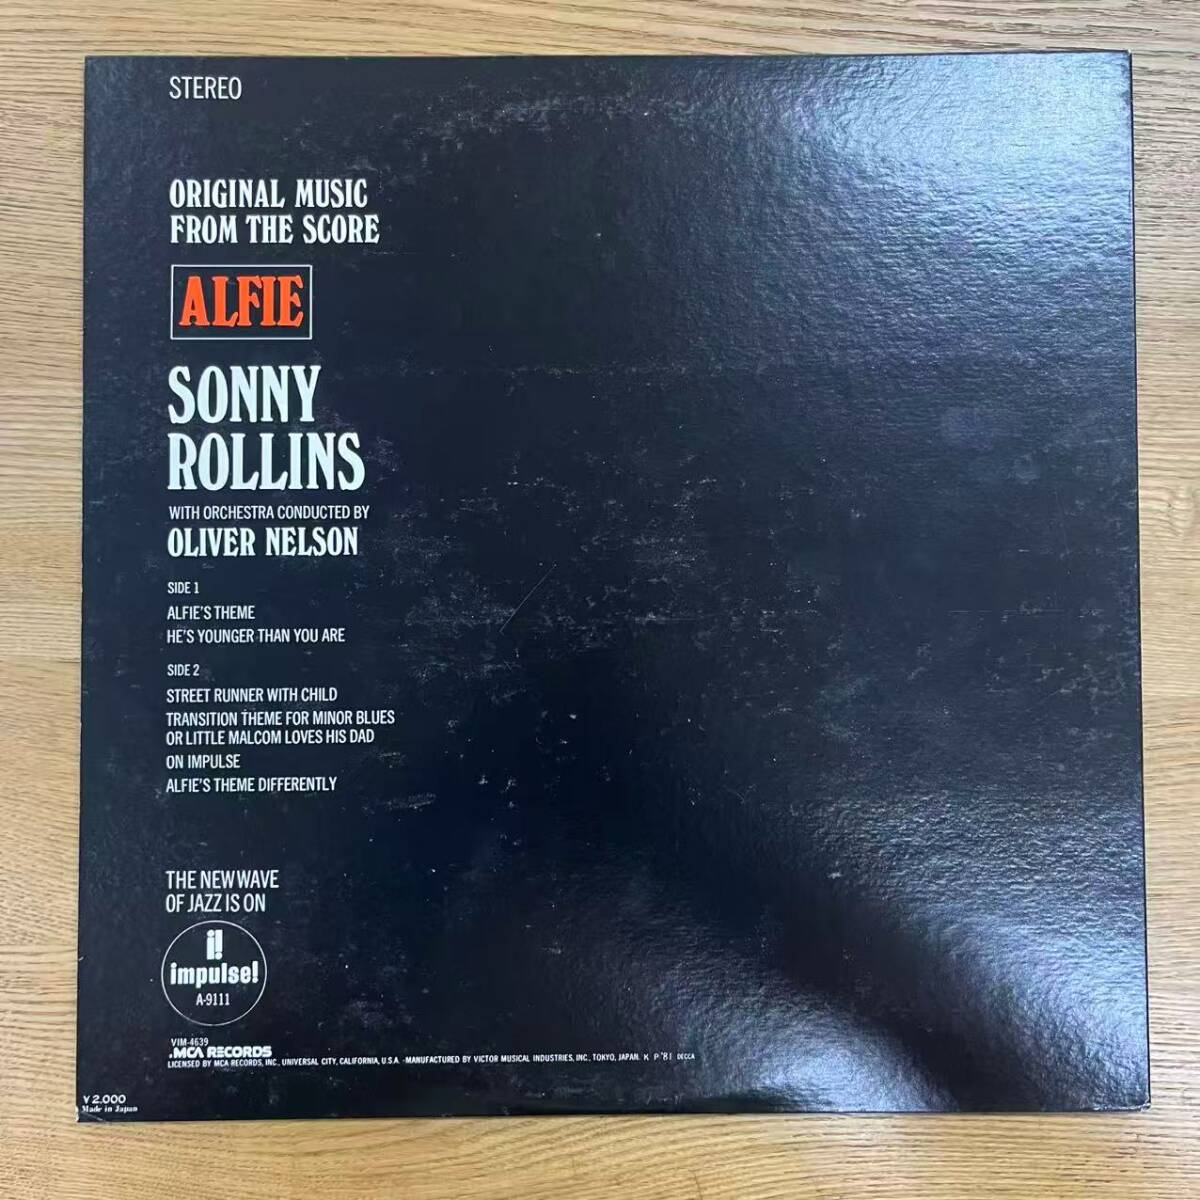 STEREO
ORIGINAL MUSIC
FROM THE SCORE
ALFIE
SONNY
ROLLINS
WITH ORCHESTRA CONDUCTED BY
OLIVER NELSON
SIDE 1
ALFIE'S THEME
HE'S YOUNGER THAN YOU ARE
SIDE 2
STREET RUNNER WITH CHILD
TRANSITION THEME FOR MINOR BLUES
OR LITTLE MALCOM LOVES HIS DAD
ON IMPULSE
ALFIE'S THEME DIFFERENTLY
THE NEW WAVE
OF JAZZ IS ON
i!
impulse!
A-9111
VIM-4639
.MCA RECORDS
LICENSED BY MCA RECORDS, INC., UNIVERSAL CITY, CALIFORNIA, U.S.A. -MANUFACTURED BY VICTOR MUSICAL INDUSTRIES, INC., TOKYO, JAPAN. K P '81 DECCA
¥2,000
Made in Japan